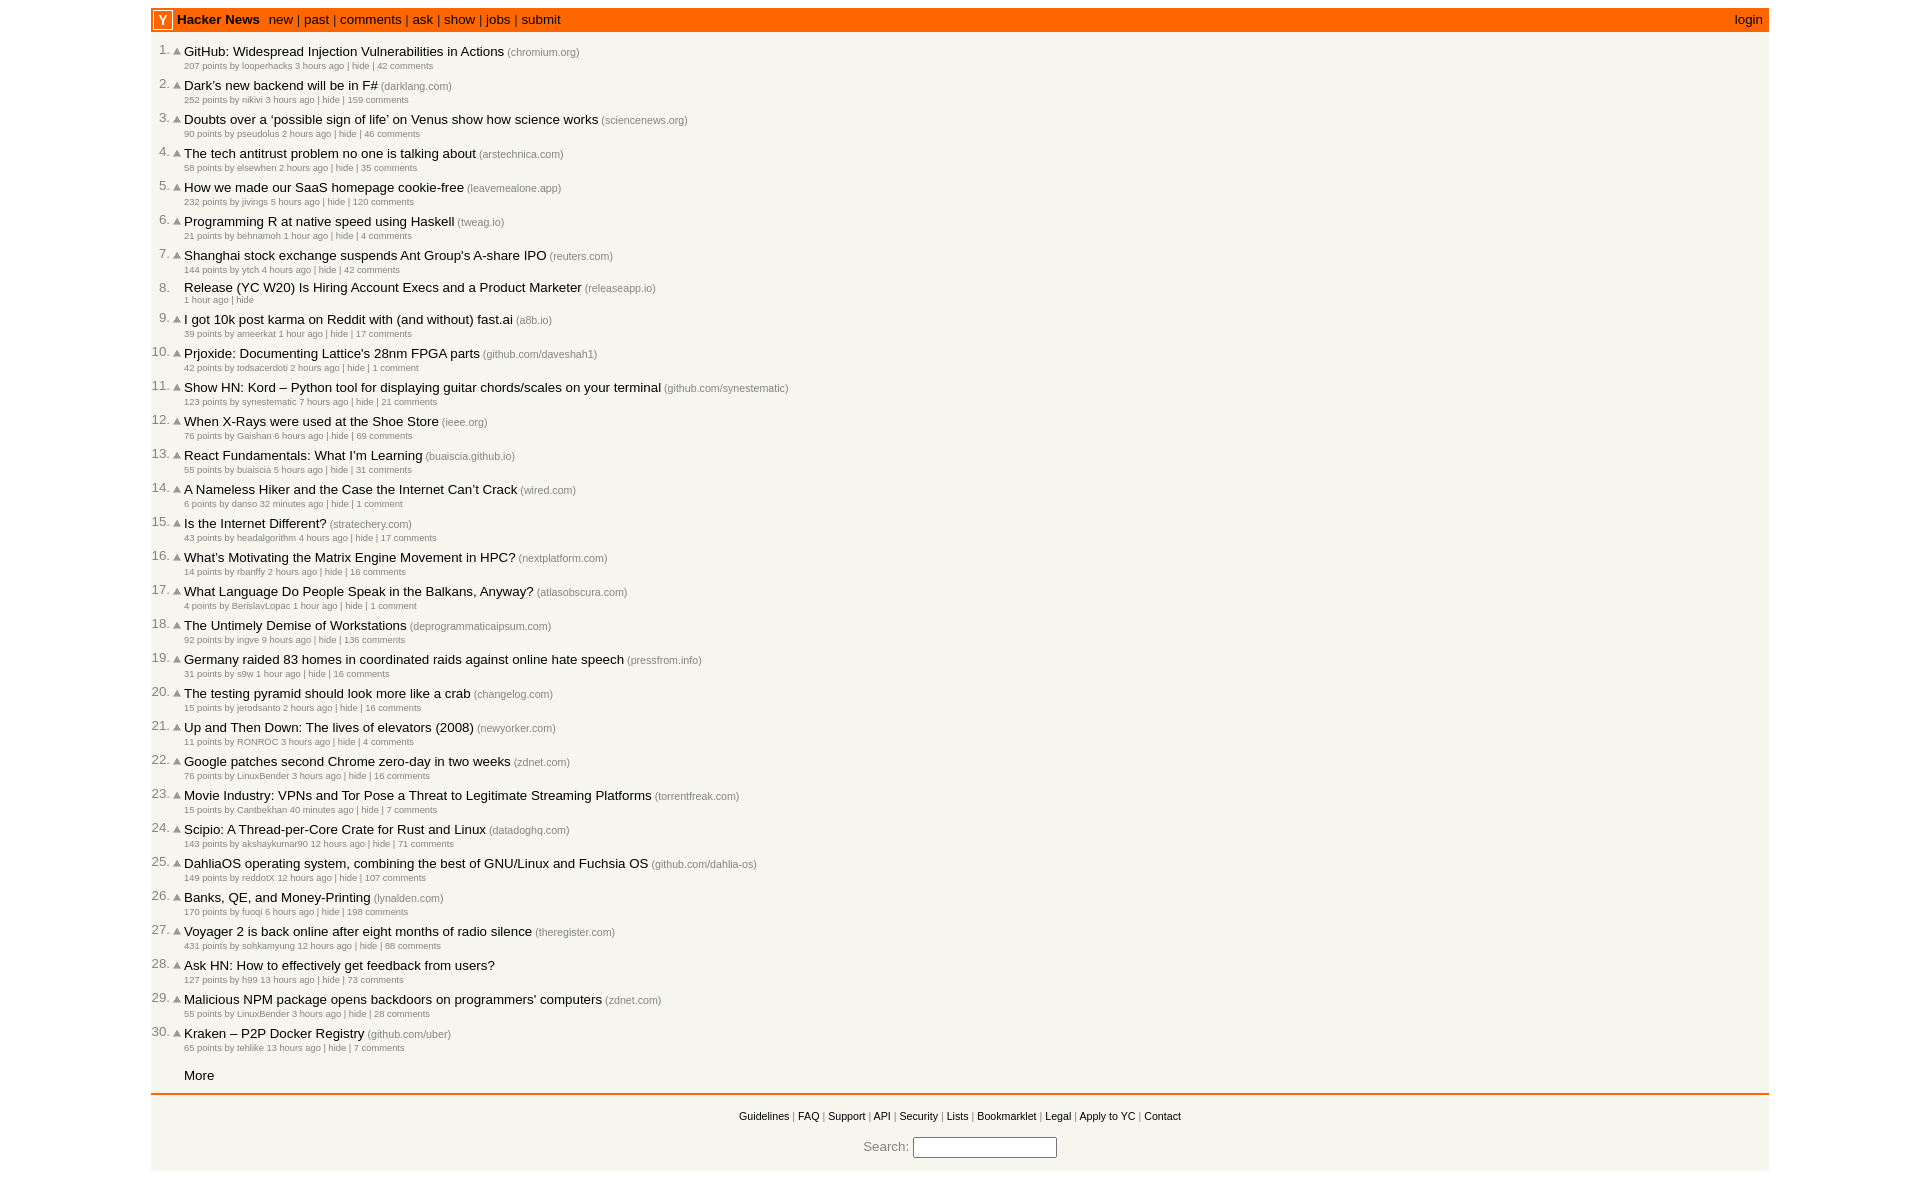 Y Hacker News new | past | comments | ask | show | jobs | submit login
1. GitHub: Widespread Injection Vulnerabilities in Actions (chromium.org)
207 points by looperhacks 3 hours ago | hide | 42 comments
2. Dark’s new backend will be in F# (darklang.com)
252 points by nikivi 3 hours ago | hide | 159 comments
3. Doubts over a ‘possible sign of life’ on Venus show how science works (sciencenews.org)
90 points by pseudolus 2 hours ago | hide | 46 comments
4. The tech antitrust problem no one is talking about (arstechnica.com)
58 points by elsewhen 2 hours ago | hide | 35 comments
5. How we made our SaaS homepage cookie-free (leavemealone.app)
232 points by jivings 5 hours ago | hide | 120 comments
6. Programming R at native speed using Haskell (tweag.io)
21 points by behnamoh 1 hour ago | hide | 4 comments
7. Shanghai stock exchange suspends Ant Group's A-share IPO (reuters.com)
144 points by ytch 4 hours ago | hide | 42 comments
8. Release (YC W20) Is Hiring Account Execs and a Product Marketer (releaseapp.io)
1 hour ago | hide
9. I got 10k post karma on Reddit with (and without) fast.ai (a8b.io)
39 points by ameerkat 1 hour ago | hide | 17 comments
10. Prjoxide: Documenting Lattice's 28nm FPGA parts (github.com/daveshah1)
42 points by todsacerdoti 2 hours ago | hide | 1 comment
11. Show HN: Kord – Python tool for displaying guitar chords/scales on your terminal (github.com/synestematic)
123 points by synestematic 7 hours ago | hide | 21 comments
12. When X-Rays were used at the Shoe Store (ieee.org)
76 points by Gaishan 6 hours ago | hide | 69 comments
13. React Fundamentals: What I’m Learning (buaiscia.github.io)
55 points by buaiscia 5 hours ago | hide | 31 comments
14. A Nameless Hiker and the Case the Internet Can’t Crack (wired.com)
6 points by danso 32 minutes ago | hide | 1 comment
15. Is the Internet Different? (stratechery.com)
43 points by headalgorithm 4 hours ago | hide | 17 comments
16. What’s Motivating the Matrix Engine Movement in HPC? (nextplatform.com)
14 points by rbanffy 2 hours ago | hide | 16 comments
17. What Language Do People Speak in the Balkans, Anyway? (atlasobscura.com)
4 points by BerislavLopac 1 hour ago | hide | 1 comment
18. The Untimely Demise of Workstations (deprogrammaticaipsum.com)
92 points by ingve 9 hours ago | hide | 136 comments
19. Germany raided 83 homes in coordinated raids against online hate speech (pressfrom.info)
31 points by s9w 1 hour ago | hide | 16 comments
20. The testing pyramid should look more like a crab (changelog.com)
15 points by jerodsanto 2 hours ago | hide | 16 comments
21. Up and Then Down: The lives of elevators (2008) (newyorker.com)
11 points by RONROC 3 hours ago | hide | 4 comments
22. Google patches second Chrome zero-day in two weeks (zdnet.com)
76 points by LinuxBender 3 hours ago | hide | 16 comments
23. Movie Industry: VPNs and Tor Pose a Threat to Legitimate Streaming Platforms (torrentfreak.com)
15 points by Cantbekhan 40 minutes ago | hide | 7 comments
24. Scipio: A Thread-per-Core Crate for Rust and Linux (datadoghq.com)
143 points by akshaykumar90 12 hours ago | hide | 71 comments
25. DahliaOS operating system, combining the best of GNU/Linux and Fuchsia OS (github.com/dahlia-os)
149 points by reddotX 12 hours ago | hide | 107 comments
26. Banks, QE, and Money-Printing (lynalden.com)
170 points by fuoqi 6 hours ago | hide | 198 comments
27. Voyager 2 is back online after eight months of radio silence (theregister.com)
431 points by sohkamyung 12 hours ago | hide | 88 comments
28. Ask HN: How to effectively get feedback from users?
127 points by h99 13 hours ago | hide | 73 comments
29. Malicious NPM package opens backdoors on programmers' computers (zdnet.com)
55 points by LinuxBender 3 hours ago | hide | 28 comments
30. Kraken – P2P Docker Registry (github.com/uber)
65 points by tehlike 13 hours ago | hide | 7 comments
More
Guidelines | FAQ | Support | API | Security | Lists | Bookmarklet | Legal | Apply to YC | Contact
Search: